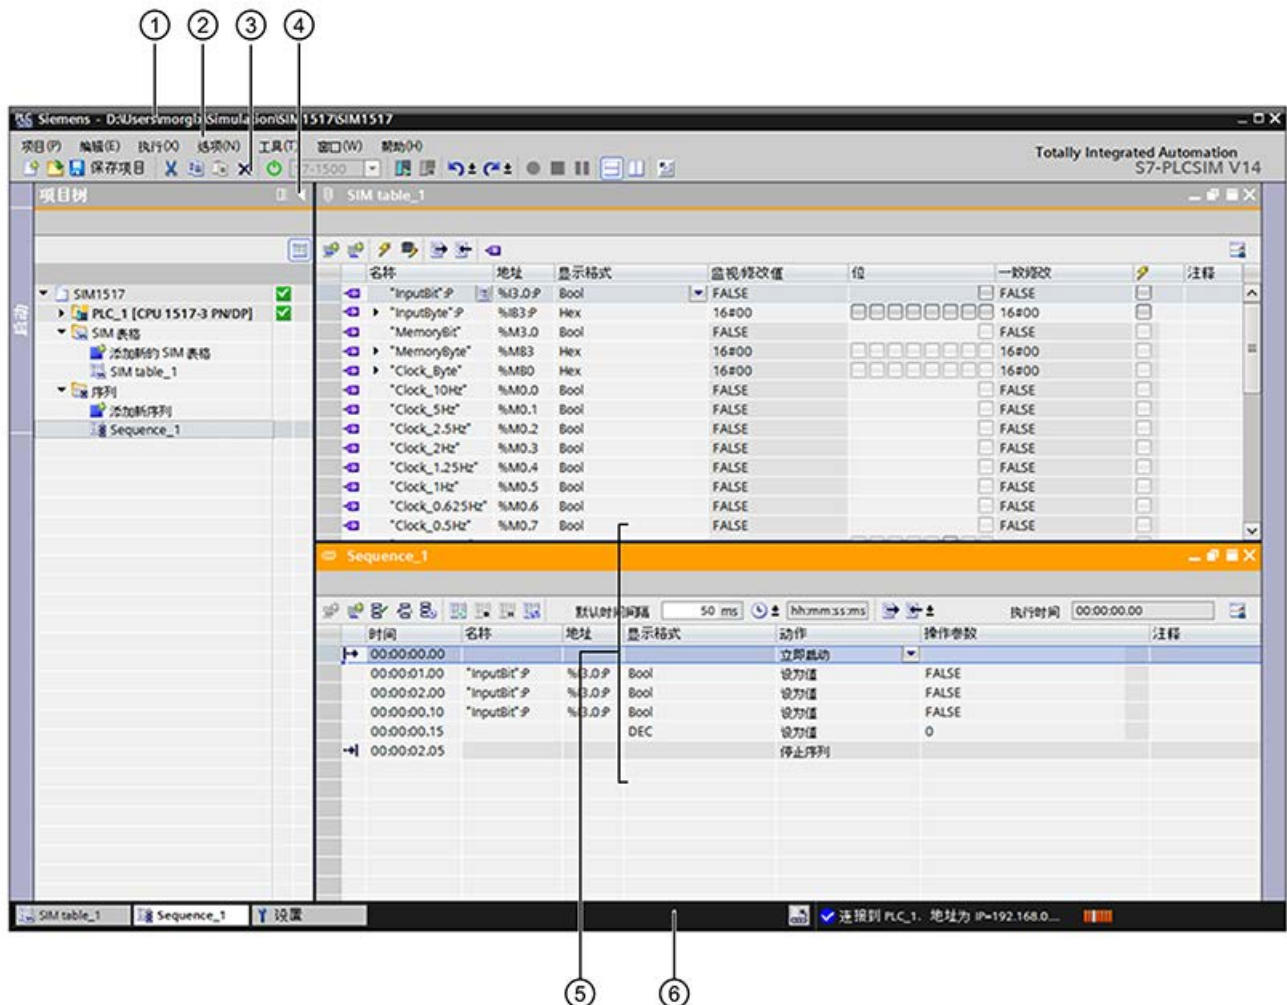 ① ② ③ ④
Siemens - D:\Users\morglx\Simulation\SIM1517\SIM1517
项目(P) 编辑(E) 执行(X) 选项(N) 工具(T) 窗口(W) 帮助(H)
Totally Integrated Automation
S7-PLCSIM V14
保存项目 S7-1500
项目树
SIM table_1
名称 地址 显示格式 监视/修改值 位 一致修改 注释
启动
SIM1517
PLC_1 [CPU 1517-3 PN/DP]
SIM 表格
添加新的 SIM 表格
SIM table_1
序列
添加新序列
Sequence_1
"InputBit":P %I3.0:P Bool FALSE FALSE
"InputByte":P %IB3:P Hex 16#00 16#00
"MemoryBit" %M3.0 Bool FALSE FALSE
"MemoryByte" %MB3 Hex 16#00 16#00
"Clock_Byte" %MB0 Hex 16#00 16#00
"Clock_10Hz" %M0.0 Bool FALSE FALSE
"Clock_5Hz" %M0.1 Bool FALSE FALSE
"Clock_2.5Hz" %M0.2 Bool FALSE FALSE
"Clock_2Hz" %M0.3 Bool FALSE FALSE
"Clock_1.25Hz" %M0.4 Bool FALSE FALSE
"Clock_1Hz" %M0.5 Bool FALSE FALSE
"Clock_0.625Hz" %M0.6 Bool FALSE FALSE
"Clock_0.5Hz" %M0.7 Bool FALSE FALSE
Sequence_1
默认时间间隔 50 ms hh:mm:ss:ms 执行时间 00:00:00.00
时间 名称 地址 显示格式 动作 操作参数 注释
00:00:00.00 立即启动
00:00:01.00 "InputBit":P %I3.0:P Bool 设为值 FALSE
00:00:02.00 "InputBit":P %I3.0:P Bool 设为值 FALSE
00:00:00.10 "InputBit":P %I3.0:P Bool 设为值 FALSE
00:00:00.15 DEC 设为值 0
00:00:02.05 停止序列
SIM table_1 Sequence_1 设置 连接到 PLC_1，地址为 IP=192.168.0...
⑤ ⑥